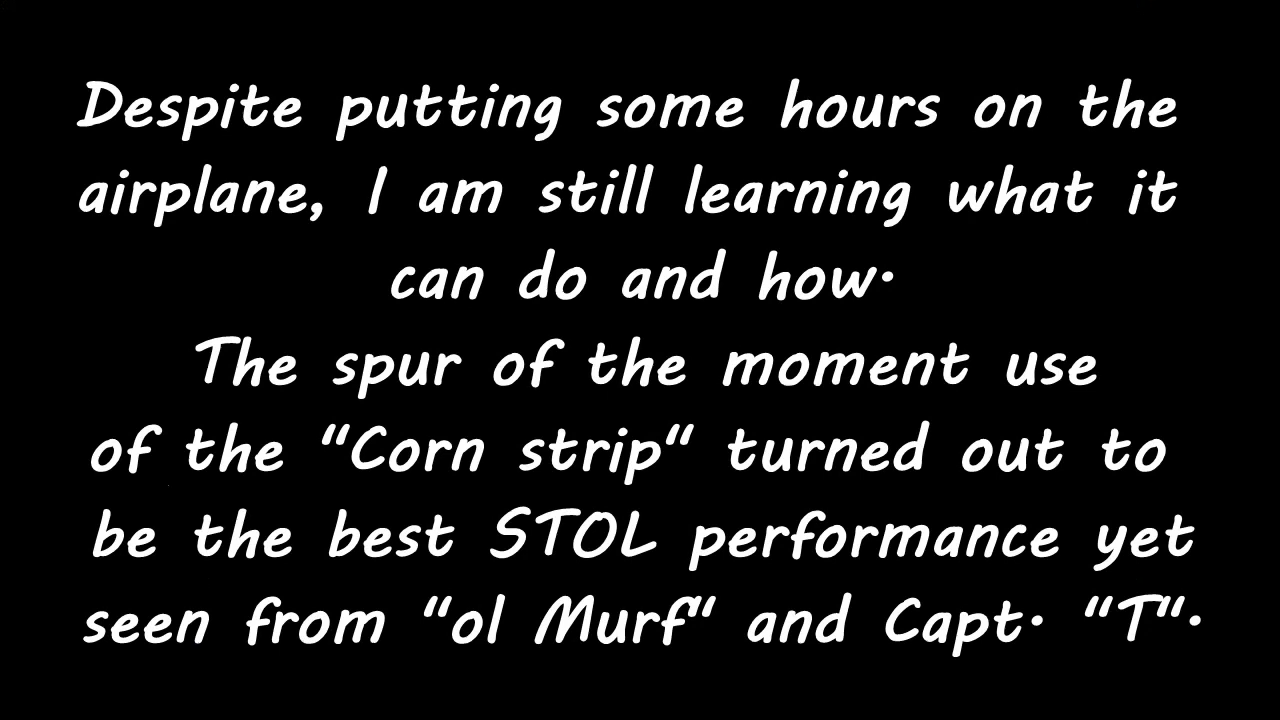 Despite putting some hours on the
airplane, I am still learning what it
can do and how.
The spur of the moment use
of the "Corn strip" turned out to
be the best STOL performance yet
seen from "ol Murf" and Capt. "T".